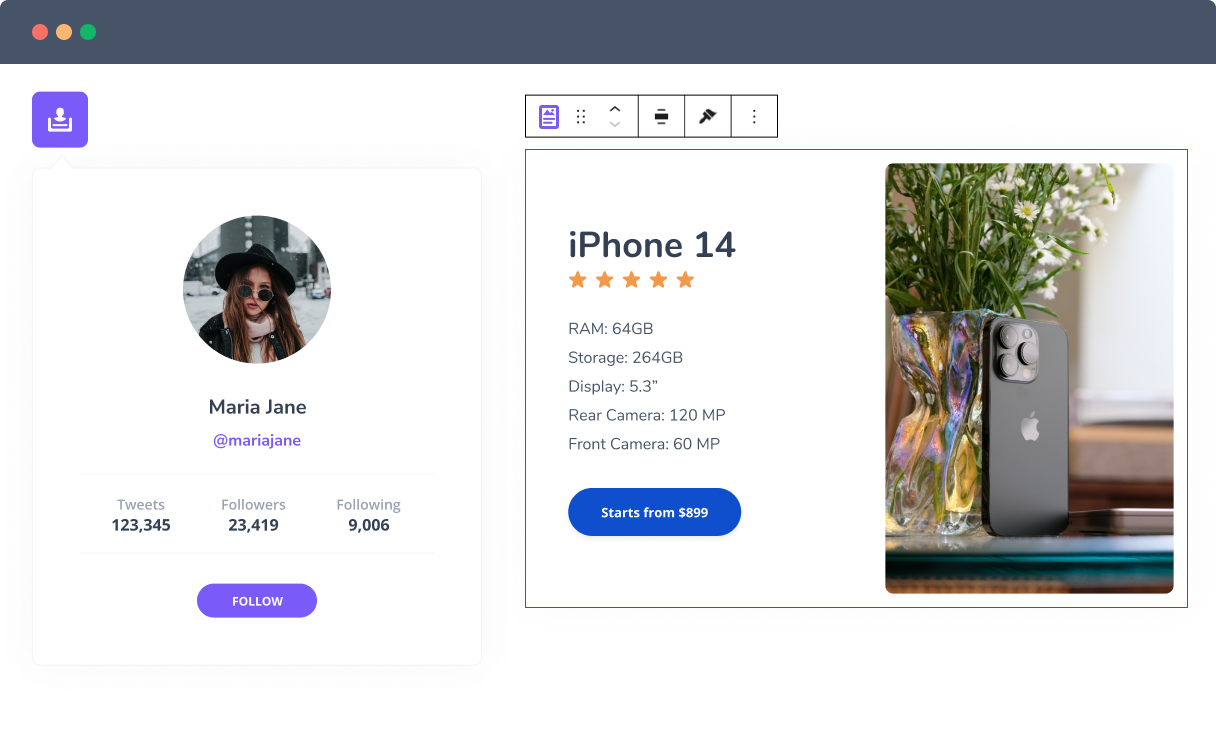 Maria Jane
@mariajane
Tweets Followers Following
123,345 23,419 9,006
FOLLOW
iPhone 14
RAM: 64GB
Storage: 264GB
Display: 5.3”
Rear Camera: 120 MP
Front Camera: 60 MP
Starts from $899